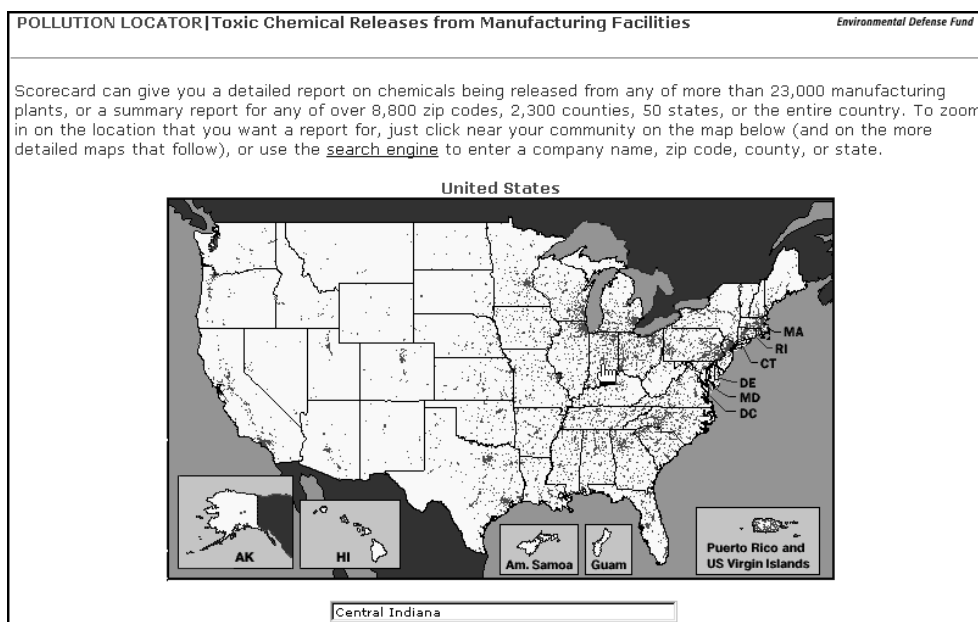 POLLUTION LOCATOR|Toxic Chemical Releases from Manufacturing Facilities
Environmental Defense Fund
Scorecard can give you a detailed report on chemicals being released from any of more than 23,000 manufacturing
plants, or a summary report for any of over 8,800 zip codes, 2,300 counties, 50 states, or the entire country. To zoom
in on the location that you want a report for, just click near your community on the map below (and on the more
detailed maps that follow), or use the search engine to enter a company name, zip code, county, or state.
United States
MA
RI
CT
DE
MD
DC
AK
HI
Am. Samoa
Guam
Puerto Rico and
US Virgin Islands
Central Indiana